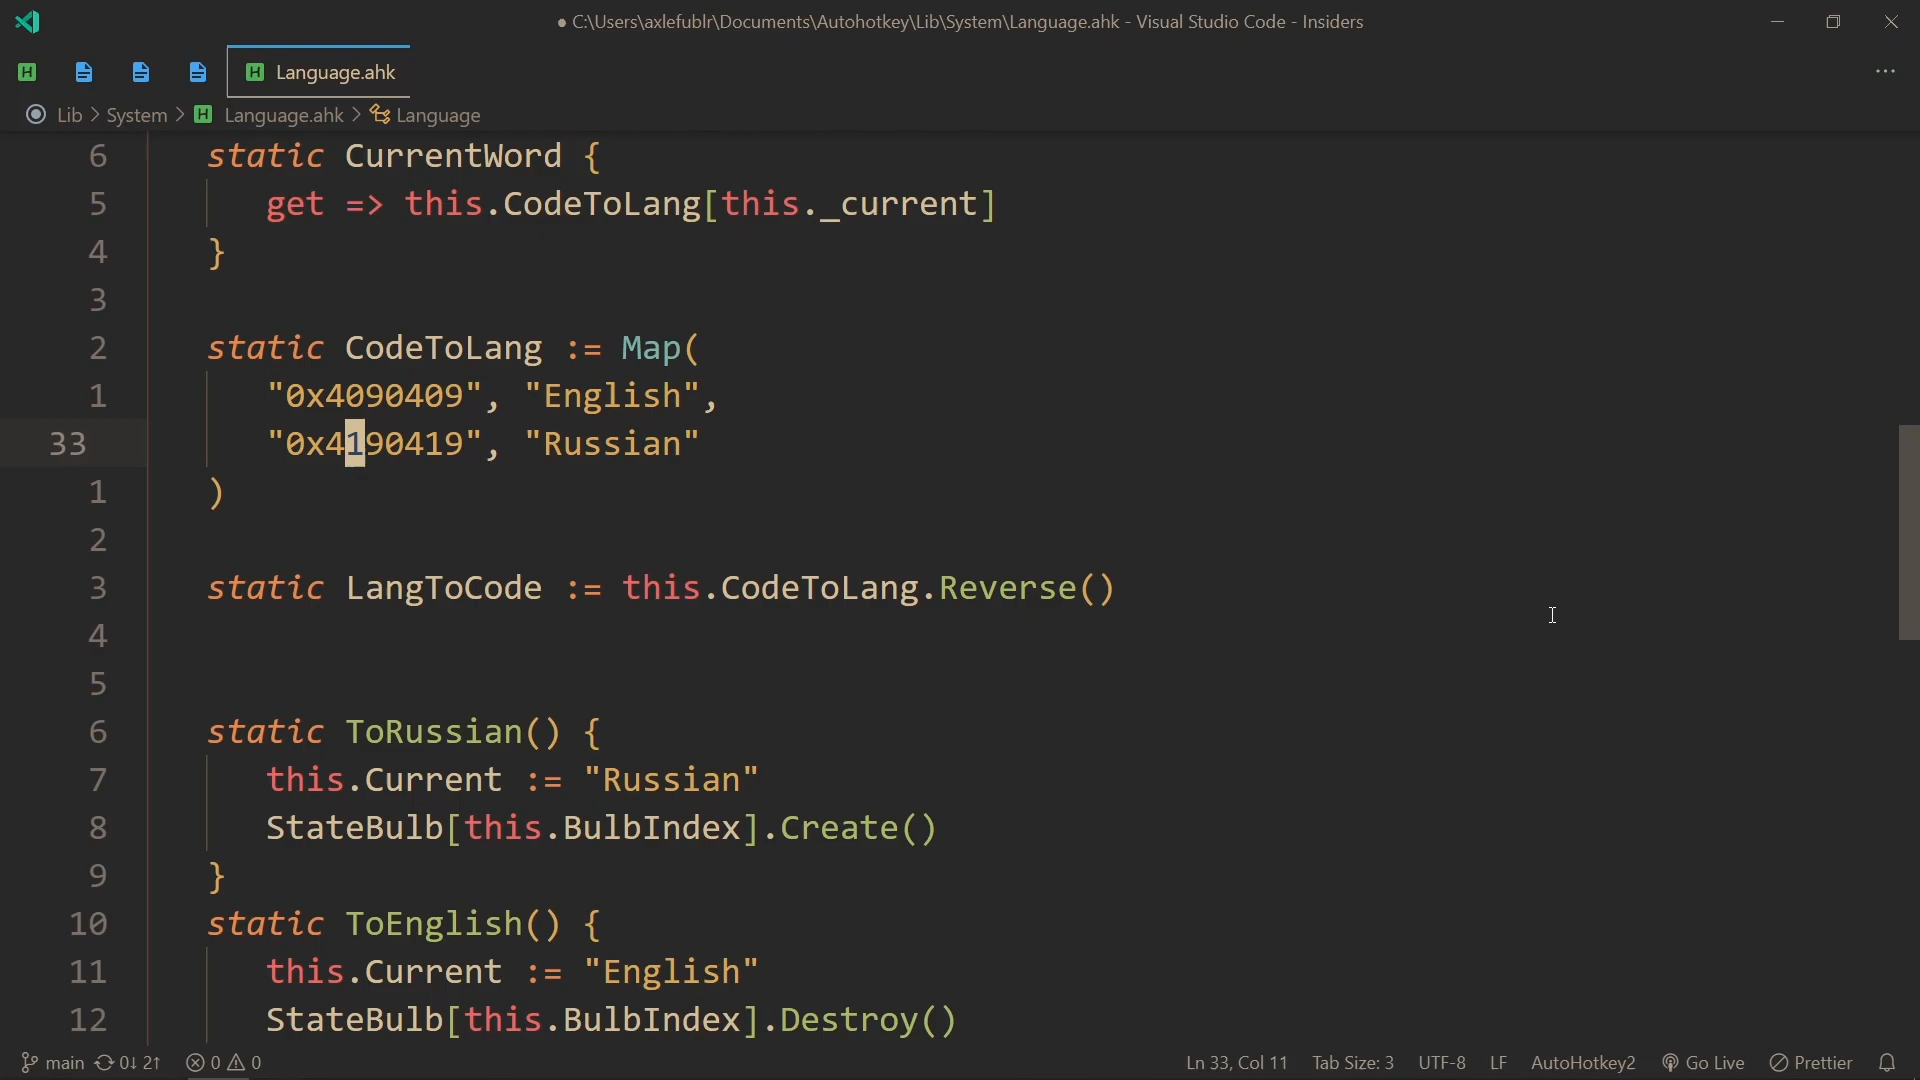 ● C:\Users\axlefublr\Documents\Autohotkey\Lib\System\Language.ahk - Visual Studio Code - Insiders
H Language.ahk
Lib > System > H Language.ahk > Language
6 static CurrentWord {
5 get => this.CodeToLang[this._current]
4 }
3
2 static CodeToLang := Map(
1 "0x4090409", "English",
33 "0x4190419", "Russian"
1 )
2
3 static LangToCode := this.CodeToLang.Reverse()
4
5
6 static ToRussian() {
7 this.Current := "Russian"
8 StateBulb[this.BulbIndex].Create()
9 }
10 static ToEnglish() {
11 this.Current := "English"
12 StateBulb[this.BulbIndex].Destroy()
main 0↓ 2↑ 0 0 Ln 33, Col 11 Tab Size: 3 UTF-8 LF AutoHotkey2 Go Live Prettier